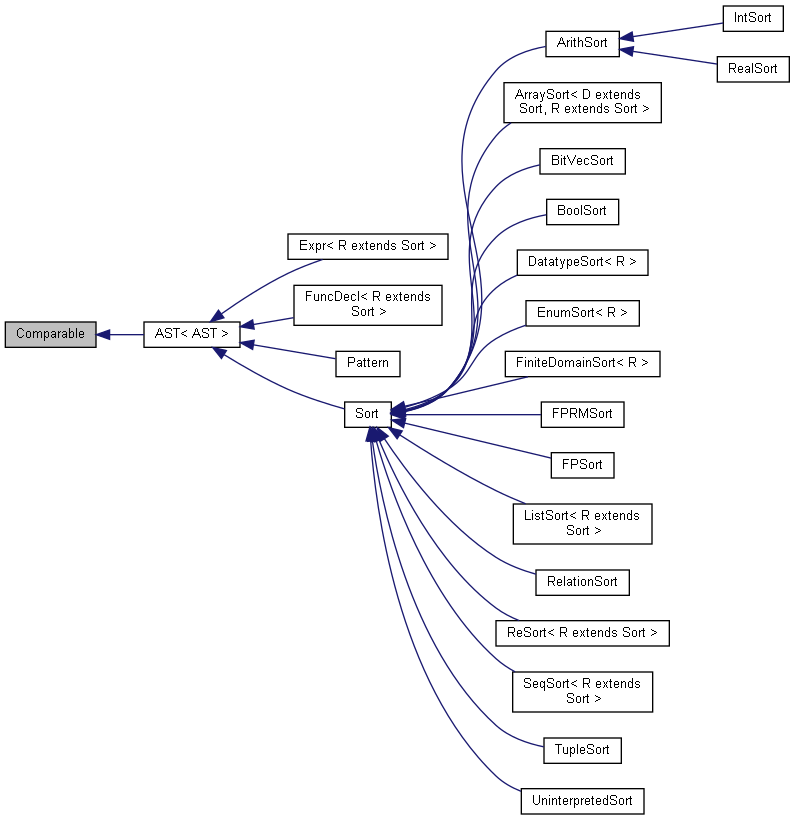 Comparable
AST< AST >
Expr< R extends Sort >
FuncDecl< R extends
Sort >
Pattern
Sort
ArithSort
IntSort
RealSort
ArraySort< D extends
Sort, R extends Sort >
BitVecSort
BoolSort
DatatypeSort< R >
EnumSort< R >
FiniteDomainSort< R >
FPRMSort
FPSort
ListSort< R extends
Sort >
RelationSort
ReSort< R extends Sort >
SeqSort< R extends
Sort >
TupleSort
UninterpretedSort